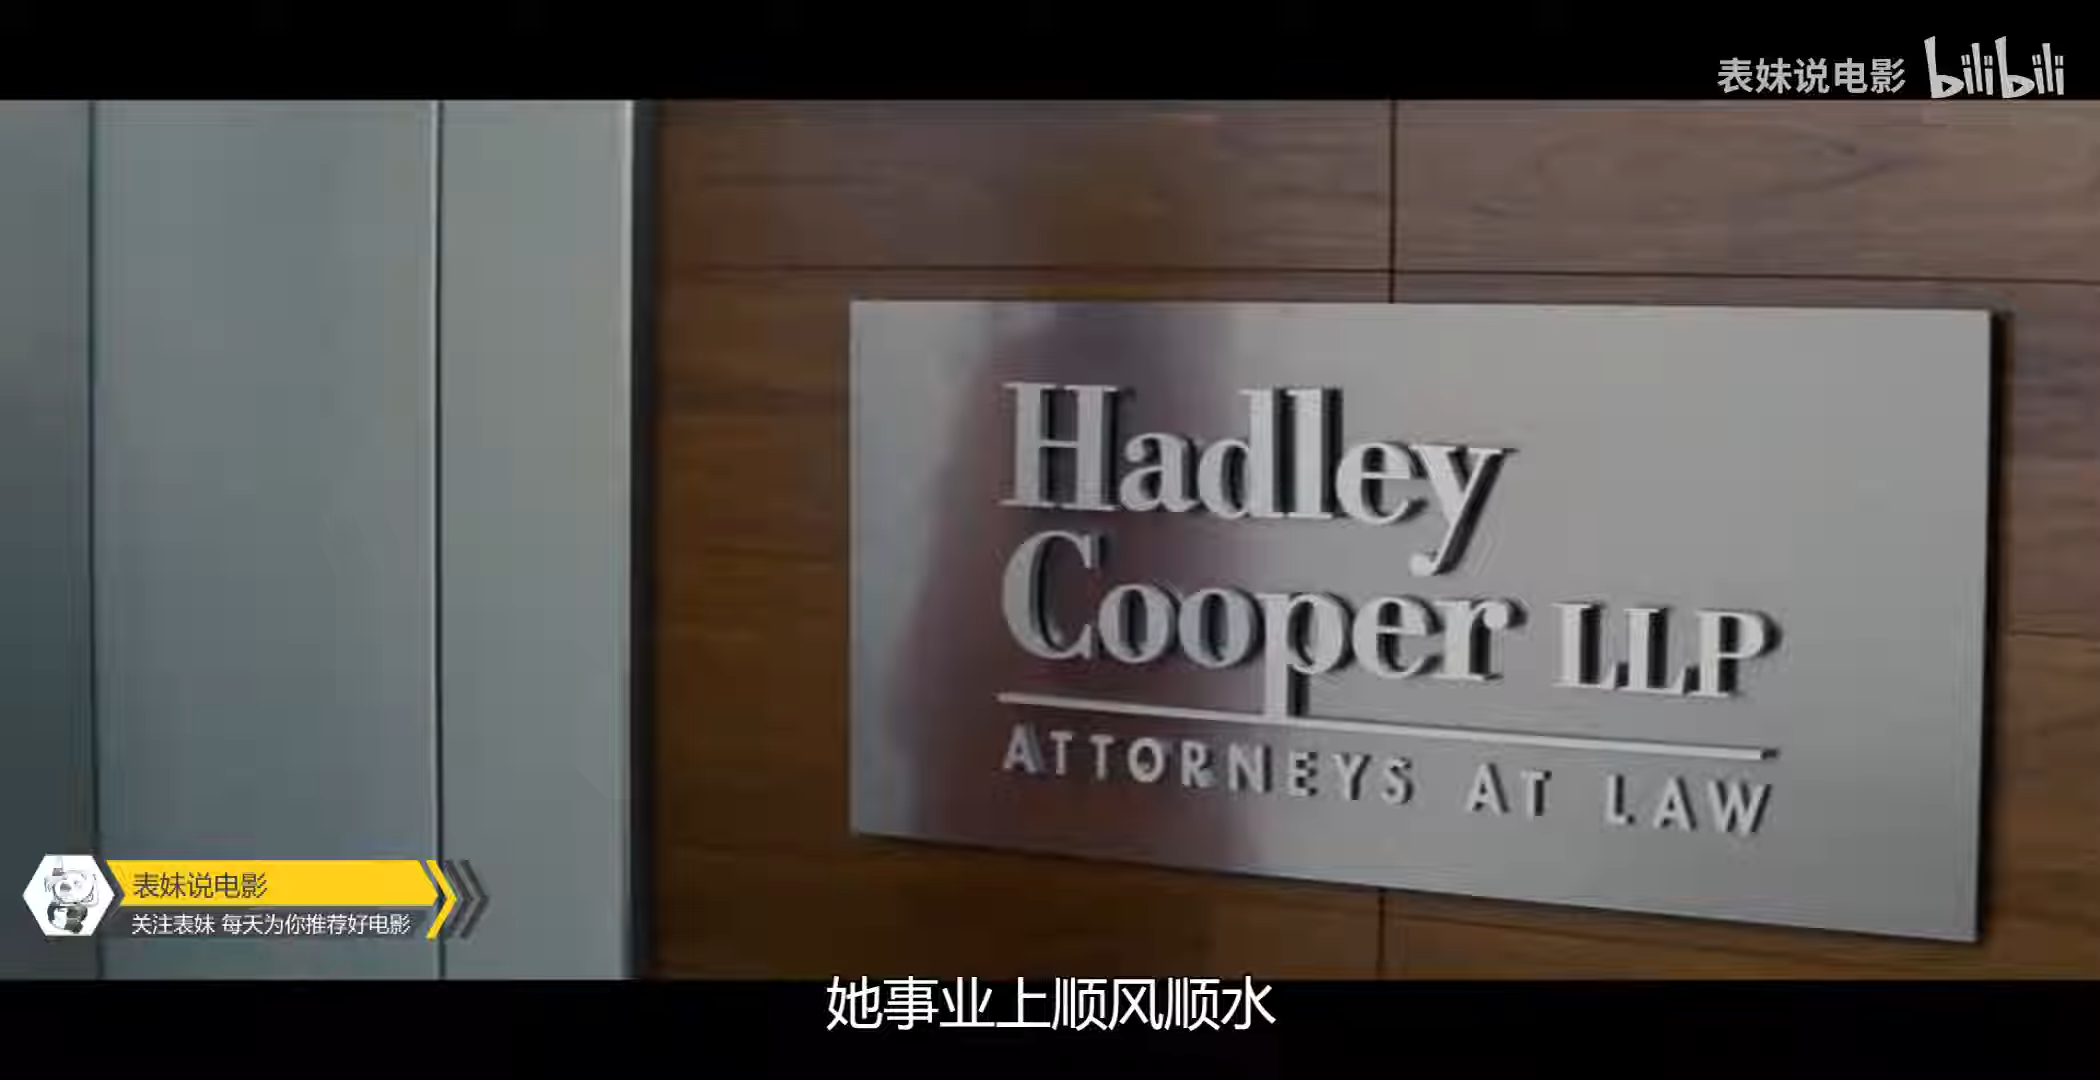 表妹说电影 bilibili
Hadley
Cooper LLP
ATTORNEYS AT LAW
表妹说电影
关注表妹 每天为你推荐好电影
她事业上顺风顺水